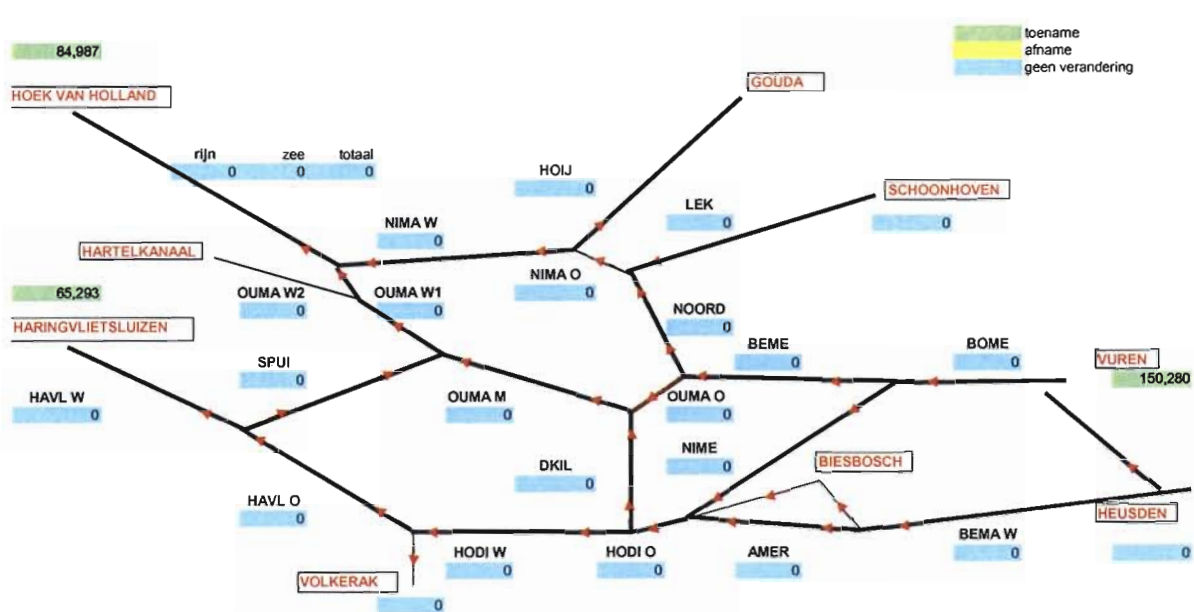 toename
afname
geen verandering
84,987
HOEK VAN HOLLAND
GOUDA
rijn zee totaal
0 0 0
HOIJ
0
SCHOONHOVEN
0
LEK
0
NIMA W
0
HARTELKANAAL
NIMA O
0
65,293
HARINGVLIETSLUIZEN
OUMA W2
0
OUMA W1
0
NOORD
0
BEME
0
BOME
0
VUREN
150,280
SPUI
0
HAVL W
0
OUMA M
0
OUMA O
0
NIME
0
BIESBOSCH
DKIL
0
HAVL O
0
HEUSDEN
0
BEMA W
0
HODI W
0
HODI O
0
AMER
0
VOLKERAK
0